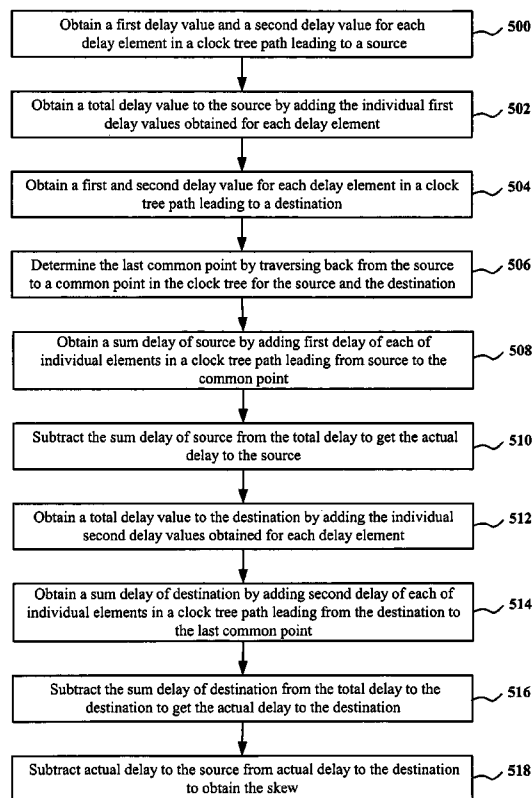 Obtain a first delay value and a second delay value for each
delay element in a clock tree path leading to a source
500
Obtain a total delay value to the source by adding the individual first
delay values obtained for each delay element
502
Obtain a first and second delay value for each delay element in a clock
tree path leading to a destination
504
Determine the last common point by traversing back from the source
to a common point in the clock tree for the source and the destination
506
Obtain a sum delay of source by adding first delay of each of
individual elements in a clock tree path leading from source to the
common point
508
Subtract the sum delay of source from the total delay to get the actual
delay to the source
510
Obtain a total delay value to the destination by adding the individual
second delay values obtained for each delay element
512
Obtain a sum delay of destination by adding second delay of each of
individual elements in a clock tree path leading from the destination to
the last common point
514
Subtract the sum delay of destination from the total delay to the
destination to get the actual delay to the destination
516
Subtract actual delay to the source from actual delay to the destination
to obtain the skew
518